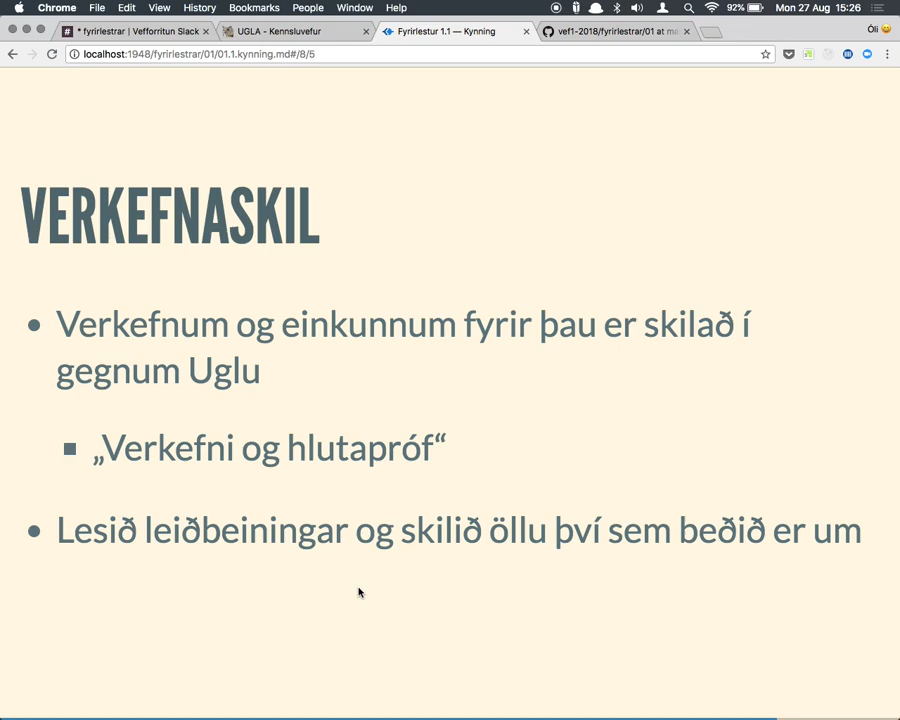 Chrome File Edit View History Bookmarks People Window Help 92% Mon 27 Aug 15:26
* fyrirlestrar | Vefforritun Slack UGLA - Kennsluvefur Fyrirlestur 1.1 — Kynning vef1-2018/fyrirlestrar/01 at ma Óli
localhost:1948/fyrirlestrar/01/01.1.kynning.md#/8/5
VERKEFNASKIL
Verkefnum og einkunnum fyrir þau er skilað í
gegnum Uglu
„Verkefni og hlutapróf“
Lesið leiðbeiningar og skilið öllu því sem beðið er um